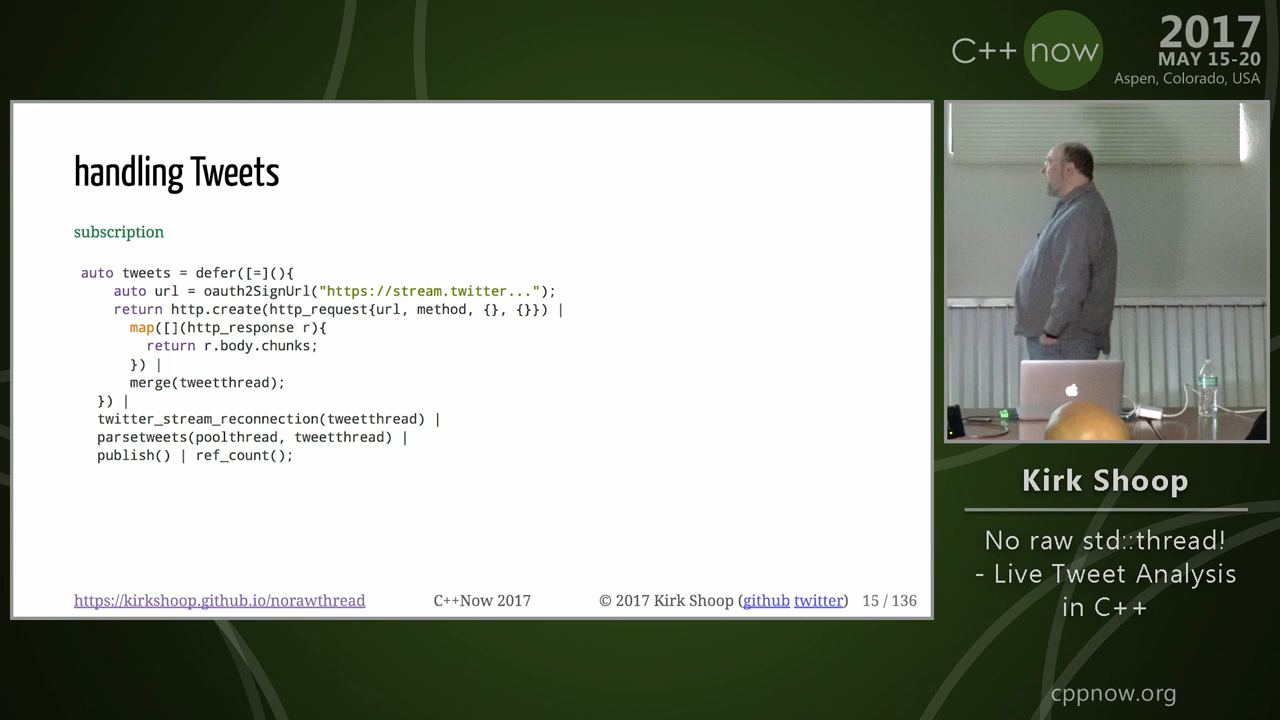 C++ now
2017
MAY 15-20
Aspen, Colorado, USA
handling Tweets
subscription
auto tweets = defer([=](){
    auto url = oauth2SignUrl("https://stream.twitter...");
    return http.create(http_request{url, method, {}, {}}) |
      map([](http_response r){
        return r.body.chunks;
      }) |
      merge(tweetthread);
  }) |
  twitter_stream_reconnection(tweetthread) |
  parsetweets(poolthread, tweetthread) |
  publish() | ref_count();
https://kirkshoop.github.io/norawthread C++Now 2017 © 2017 Kirk Shoop (github twitter) 15 / 136
Kirk Shoop
No raw std::thread!
- Live Tweet Analysis
in C++
cppnow.org